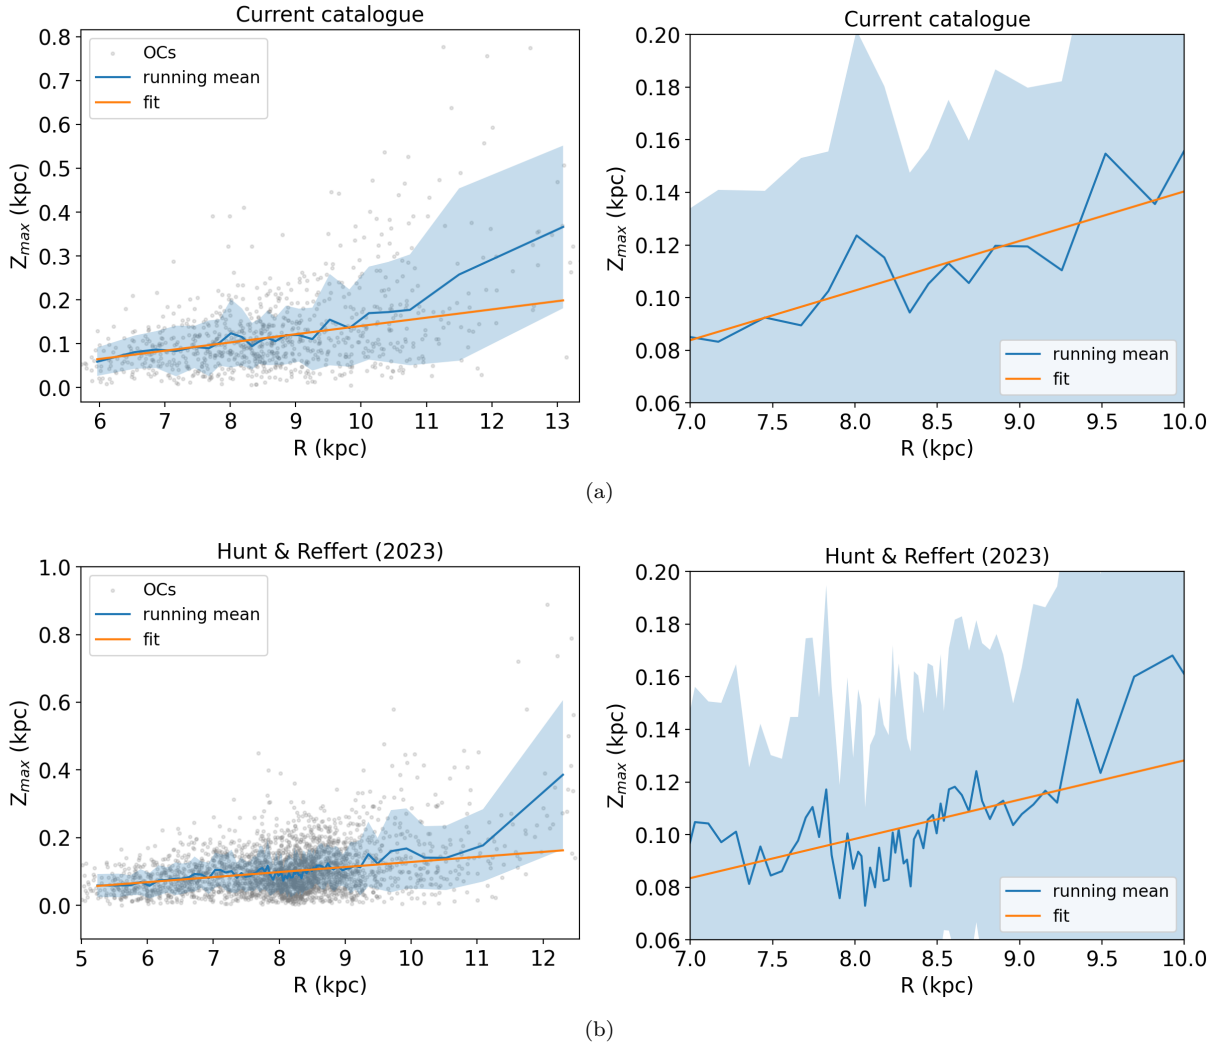 Current catalogue
0.8
0.7
0.6
0.5
0.4
0.3
0.2
0.1
0.0
Z_max (kpc)
OCs
running mean
fit
6 7 8 9 10 11 12 13
R (kpc)
Current catalogue
0.20
0.18
0.16
0.14
0.12
0.10
0.08
0.06
Z_max (kpc)
running mean
fit
7.0 7.5 8.0 8.5 9.0 9.5 10.0
R (kpc)
(a)
Hunt & Reffert (2023)
1.0
0.8
0.6
0.4
0.2
0.0
Z_max (kpc)
OCs
running mean
fit
5 6 7 8 9 10 11 12
R (kpc)
Hunt & Reffert (2023)
0.20
0.18
0.16
0.14
0.12
0.10
0.08
0.06
Z_max (kpc)
running mean
fit
7.0 7.5 8.0 8.5 9.0 9.5 10.0
R (kpc)
(b)